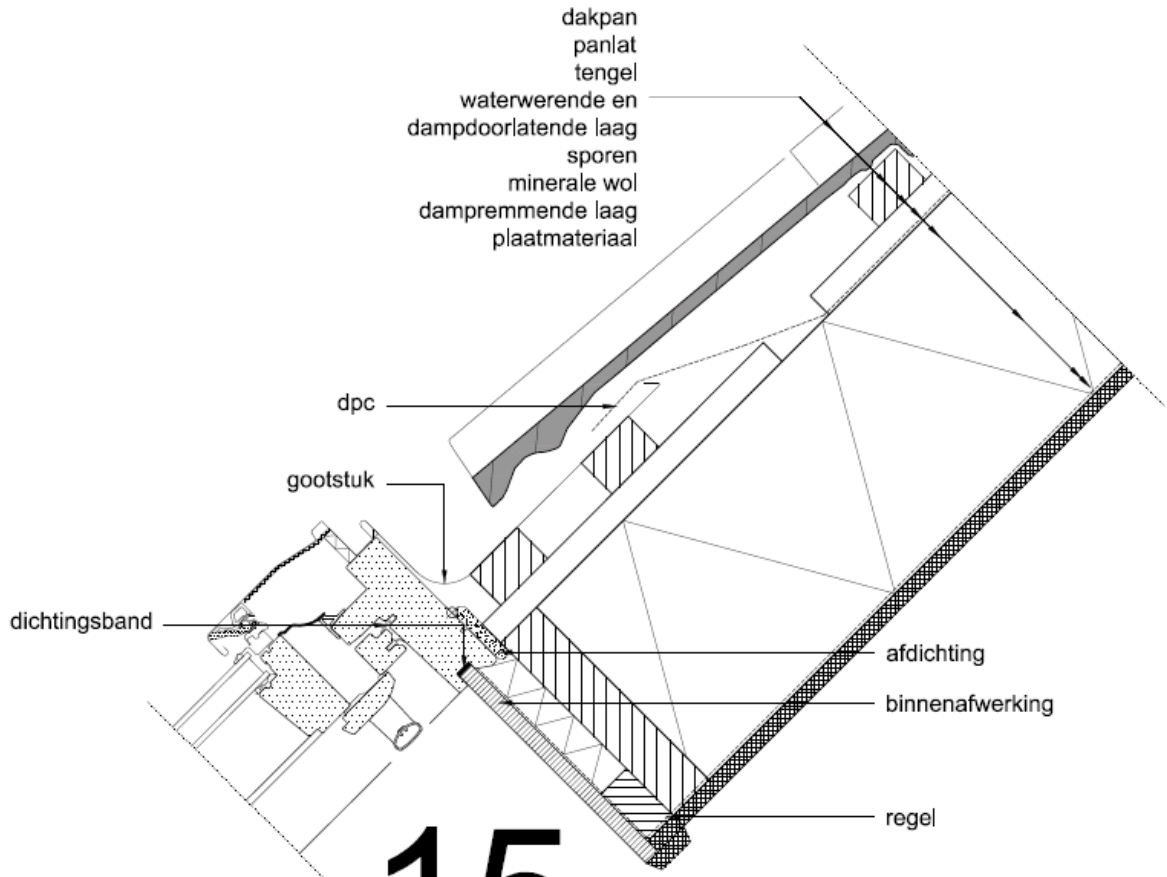 dakpan
panlat
tengel
waterwerende en
dampdoorlatende laag
sporen
minerale wol
dampremmende laag
plaatmateriaal
dpc
gootstuk
dichtingsband
afdichting
binnenafwerking
regel
15